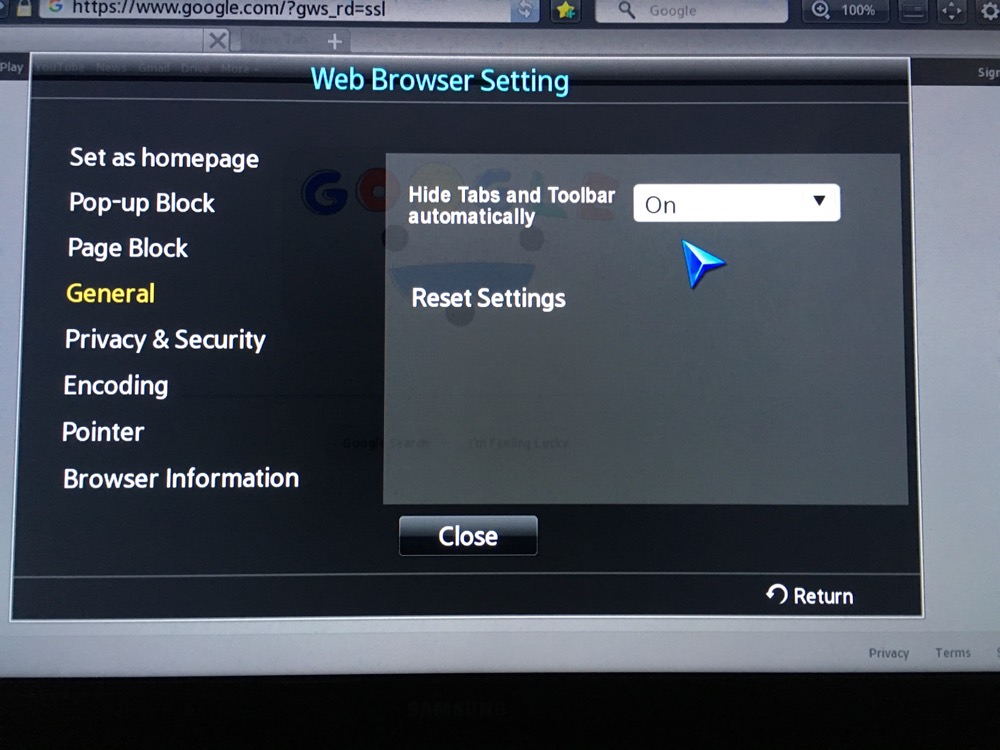 https://www.google.com/?gws_rd=ssl
Google
100%
New Tab
Play YouTube News Gmail Drive More
Sign
Web Browser Setting
Set as homepage
Pop-up Block
Page Block
General
Privacy & Security
Encoding
Pointer
Browser Information
Hide Tabs and Toolbar
automatically
On
Reset Settings
Google Search I'm Feeling Lucky
Close
Return
Privacy Terms
SAMSUNG